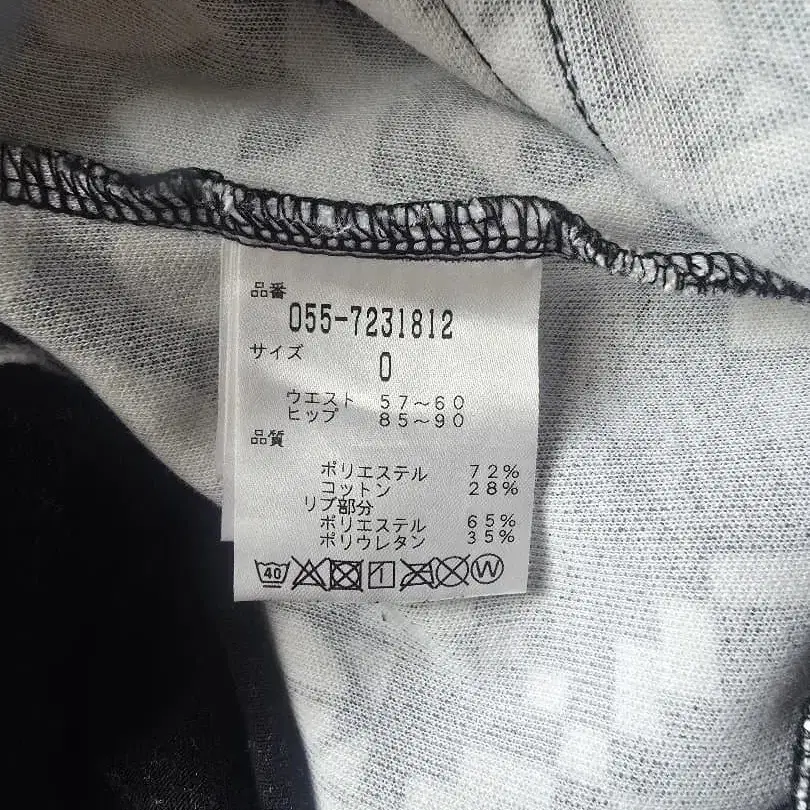 品番
055-7231812
サイズ
0
ウエスト 57~60
ヒップ 85~90
品質
ポリエステル 72%
コットン 28%
リブ部分
ポリエステル 65%
ポリウレタン 35%
40 1 W